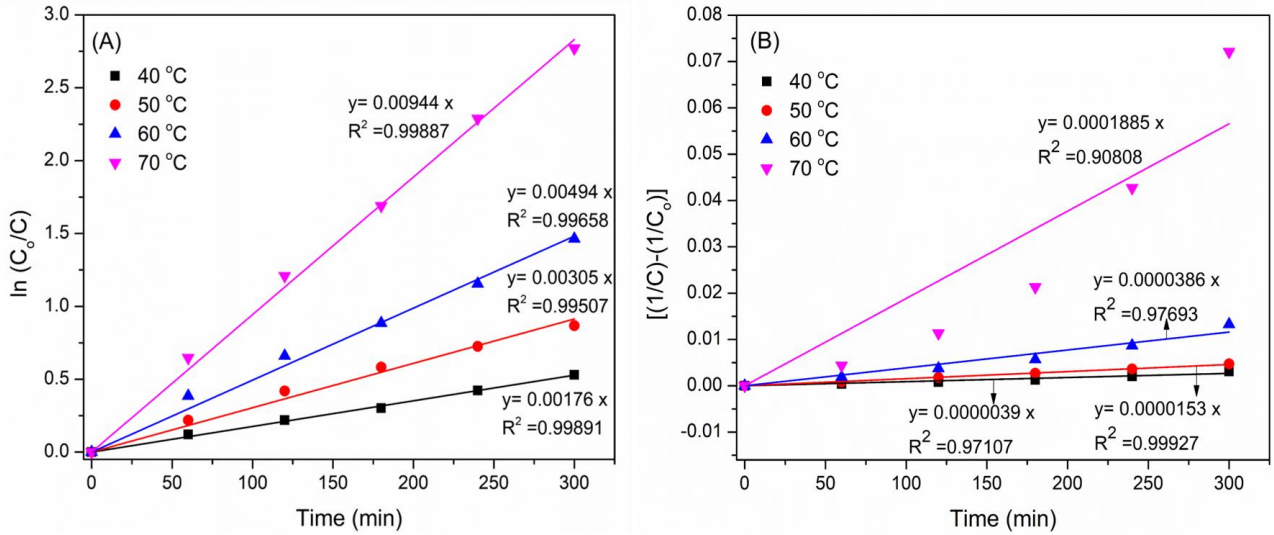 (A)
40 °C
50 °C
60 °C
70 °C
y= 0.00944 x
R² =0.99887
y= 0.00494 x
R² =0.99658
y= 0.00305 x
R² =0.99507
y= 0.00176 x
R² =0.99891
ln (Co/C)
3.0
2.5
2.0
1.5
1.0
0.5
0.0
0 50 100 150 200 250 300
Time (min)
(B)
40 °C
50 °C
60 °C
70 °C
y= 0.0001885 x
R² =0.90808
y= 0.0000386 x
R² =0.97693
y= 0.0000039 x
R² =0.97107
y= 0.0000153 x
R² =0.99927
[(1/C)-(1/Co)]
0.08
0.07
0.06
0.05
0.04
0.03
0.02
0.01
0.00
-0.01
0 50 100 150 200 250 300
Time (min)